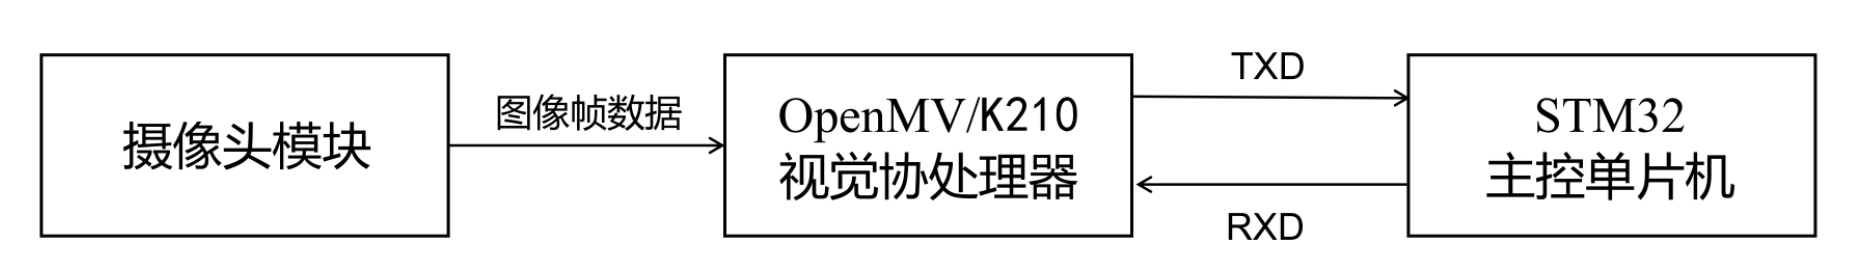 摄像头模块
图像帧数据
OpenMV/K210
视觉协处理器
TXD
RXD
STM32
主控单片机